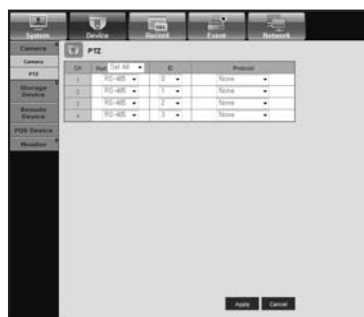 System Device Record Event Network
Camera PTZ
Camera CH Port Set All ID Protocol
PTZ 1 RS-485 0 None
Storage Device 2 RS-485 1 None
3 RS-485 2 None
Remote Device 4 RS-485 3 None
POS Device
Monitor
Apply Cancel